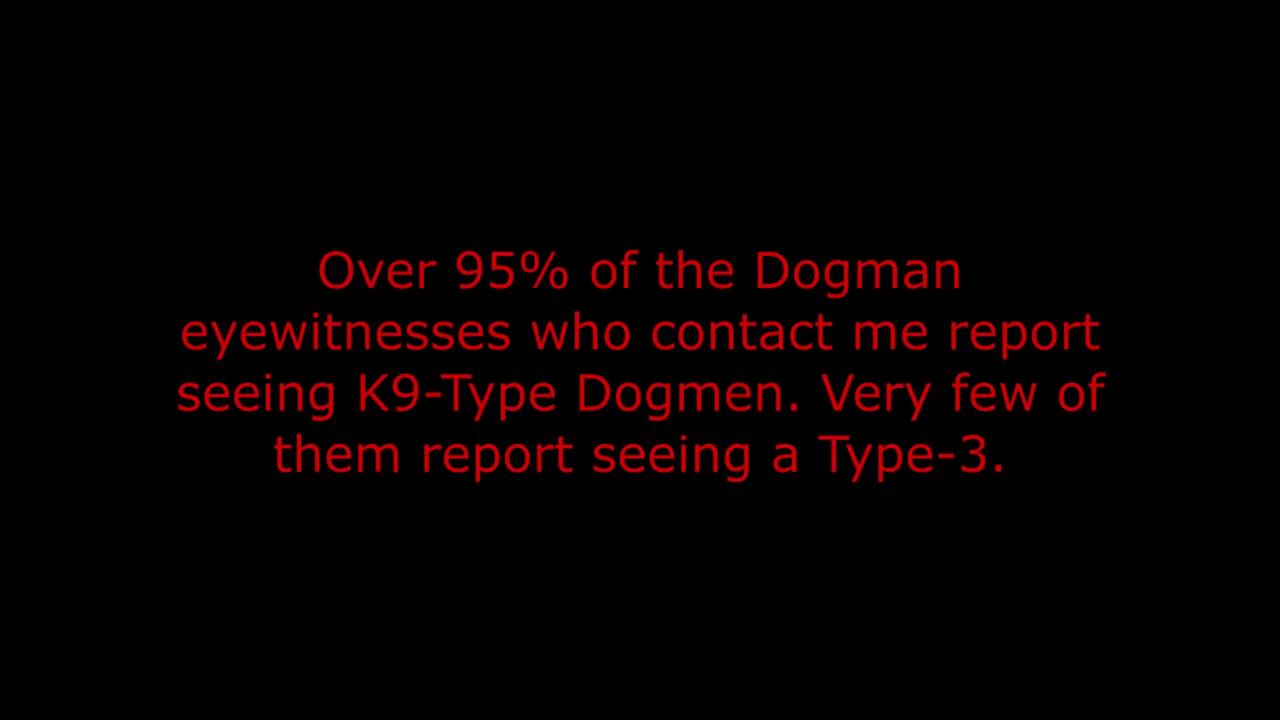 Over 95% of the Dogman
eyewitnesses who contact me report
seeing K9-Type Dogmen. Very few of
them report seeing a Type-3.